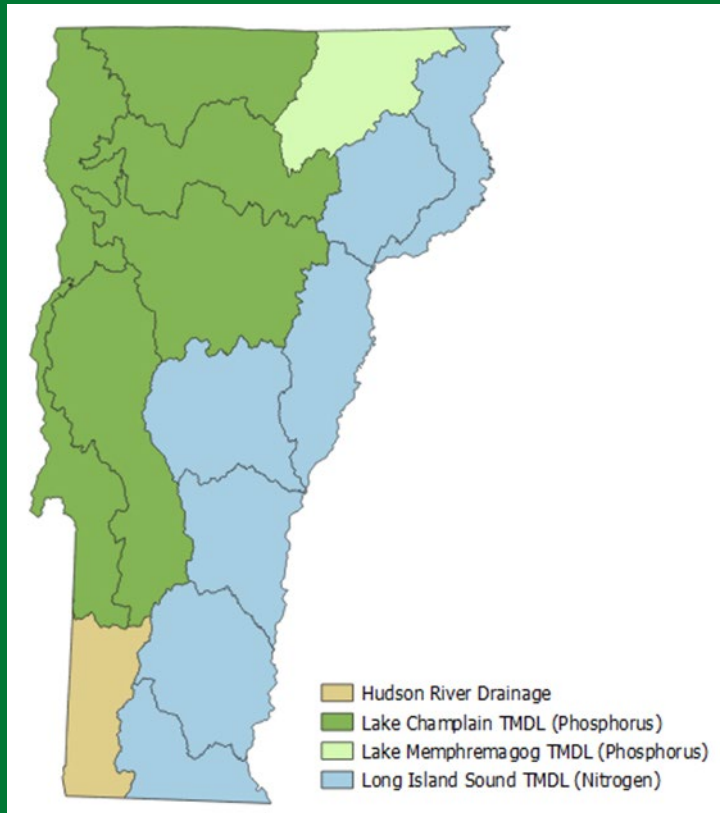 Hudson River Drainage
Lake Champlain TMDL (Phosphorus)
Lake Memphremagog TMDL (Phosphorus)
Long Island Sound TMDL (Nitrogen)